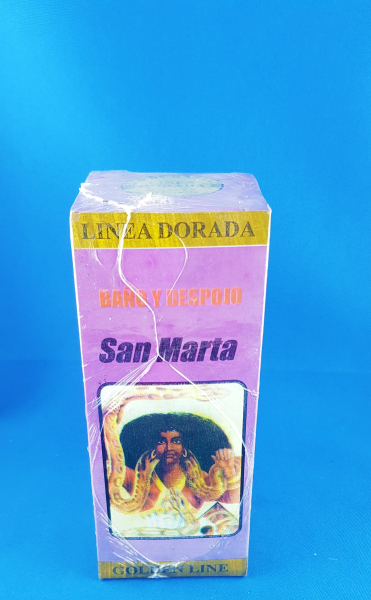 LINEA DORADA
BAÑO Y DESPOJO
San Marta
GOLDEN LINE